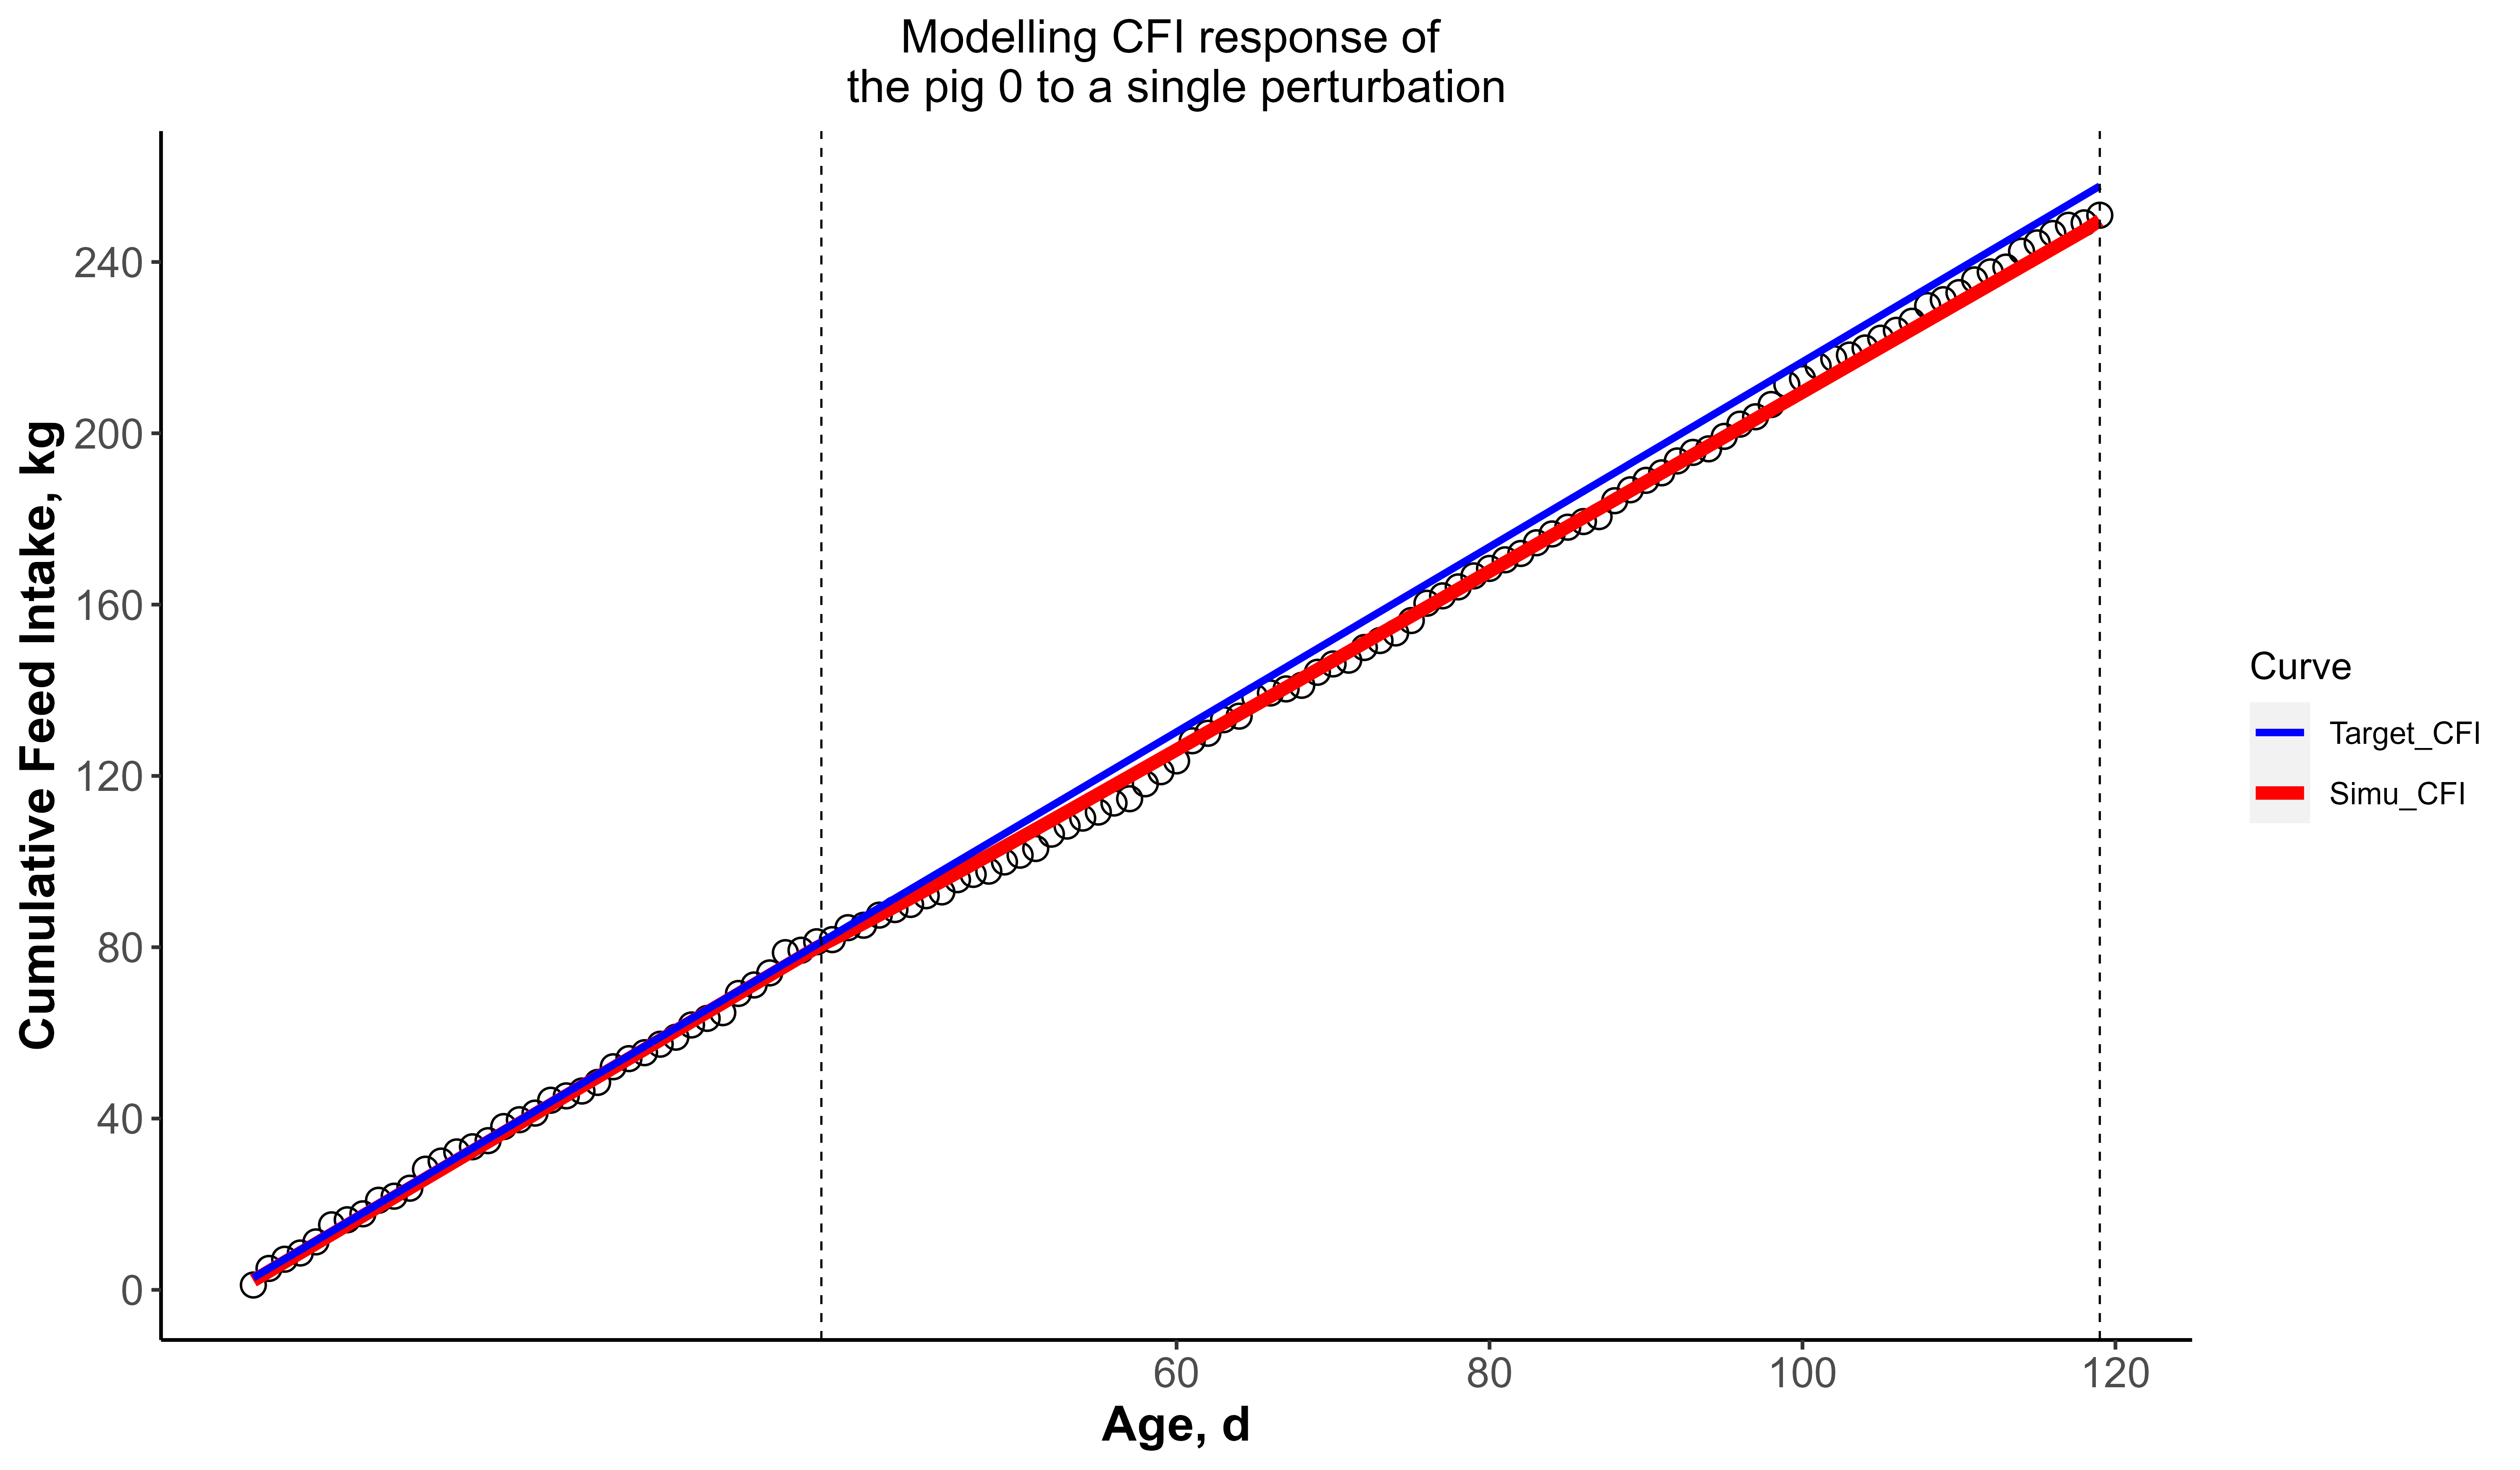 Modelling CFI response of
the pig 0 to a single perturbation
Cumulative Feed Intake, kg
240
200
160
120
80
40
0
60 80 100 120
Age, d
Curve
Target_CFI
Simu_CFI